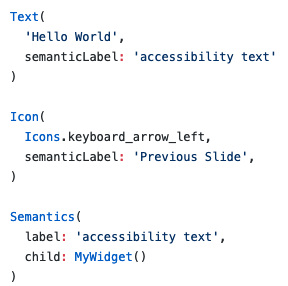 Text(
  'Hello World',
  semanticLabel: 'accessibility text'
)

Icon(
  Icons.keyboard_arrow_left,
  semanticLabel: 'Previous Slide',
)

Semantics(
  label: 'accessibility text',
  child: MyWidget()
)